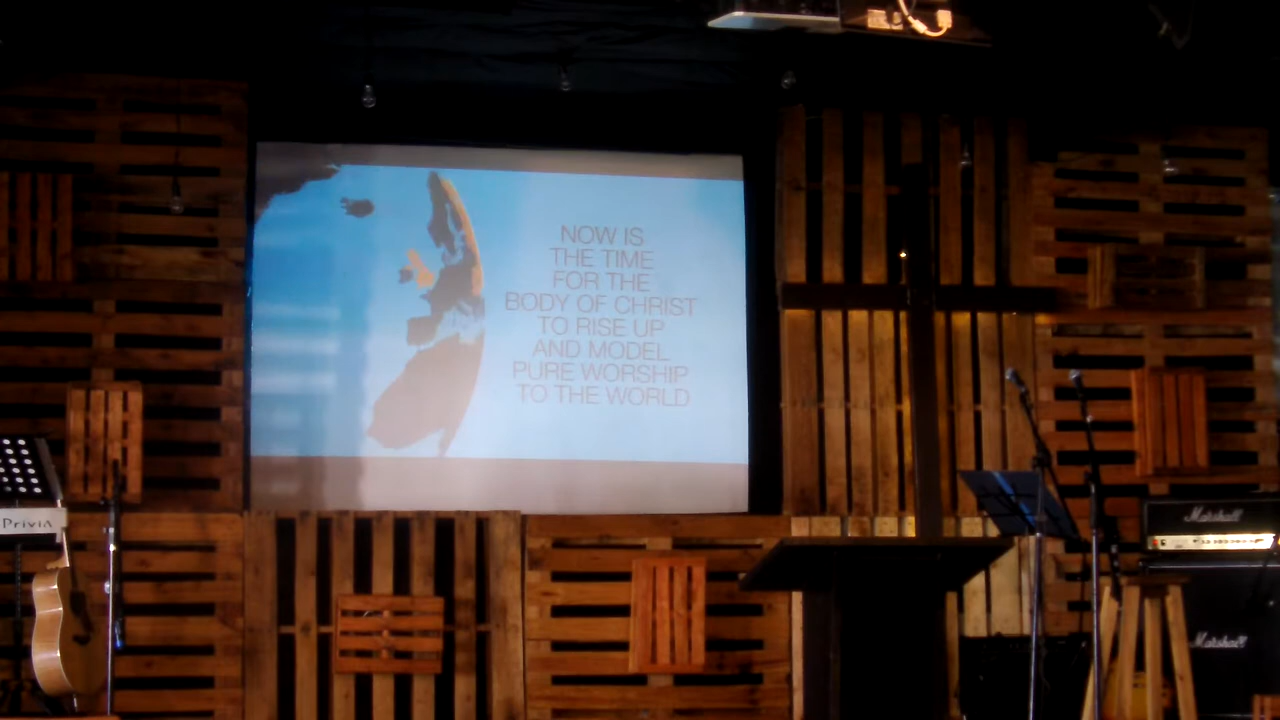 NOW IS
THE TIME
FOR THE
BODY OF CHRIST
TO RISE UP
AND MODEL
PURE WORSHIP
TO THE WORLD
Privia
Marshall
Marshall